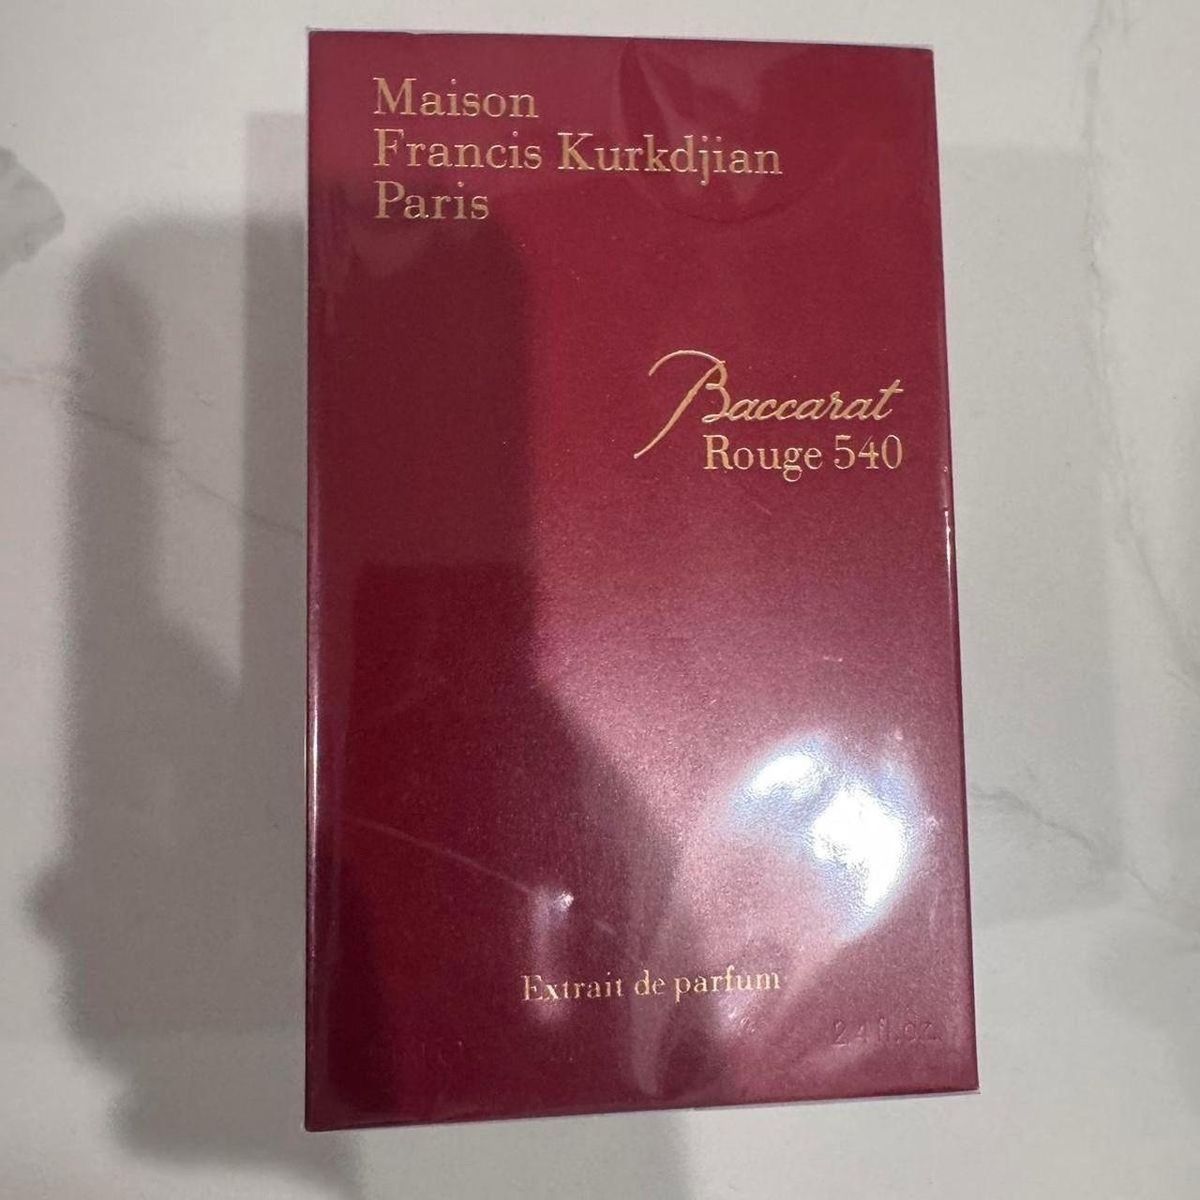 Maison
Francis Kurkdjian
Paris
Baccarat
Rouge 540
Extrait de parfum
2.4 fl.oz.